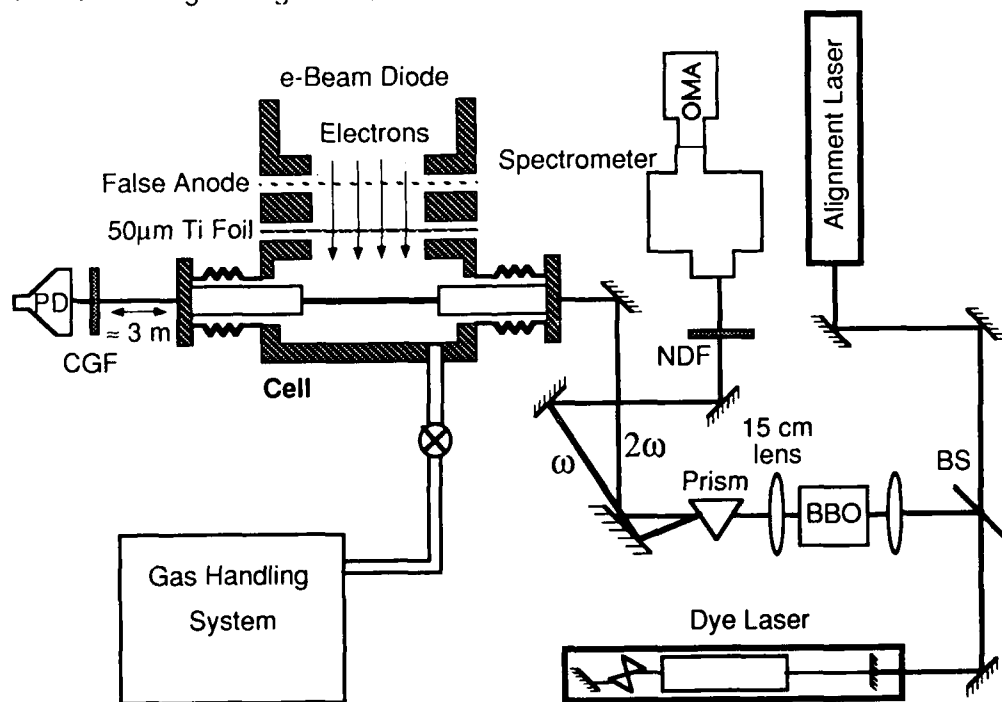 e-Beam Diode
Electrons
False Anode
50μm Ti Foil
PD
≈ 3 m
CGF
Cell
Gas Handling
System
OMA
Spectrometer
NDF
Alignment Laser
ω
2ω
Prism
15 cm
lens
BBO
BS
Dye Laser